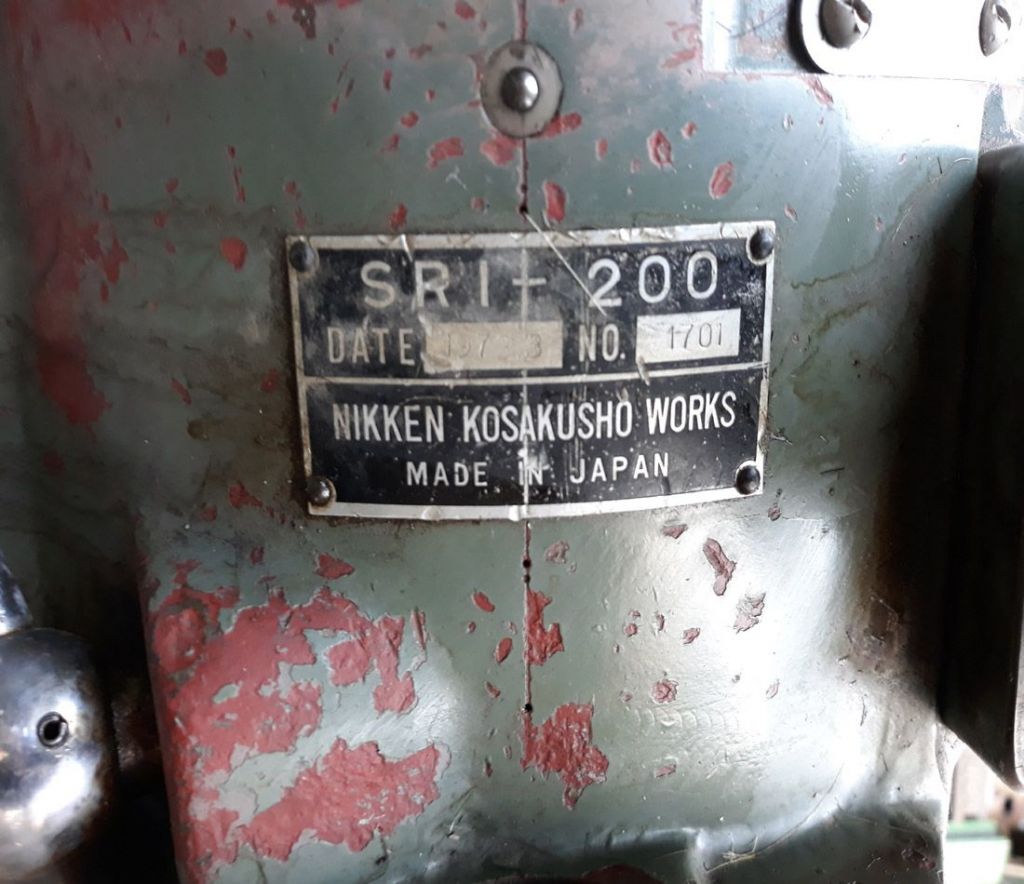 SRI-200
DATE NO. 1701
NIKKEN KOSAKUSHO WORKS
MADE IN JAPAN